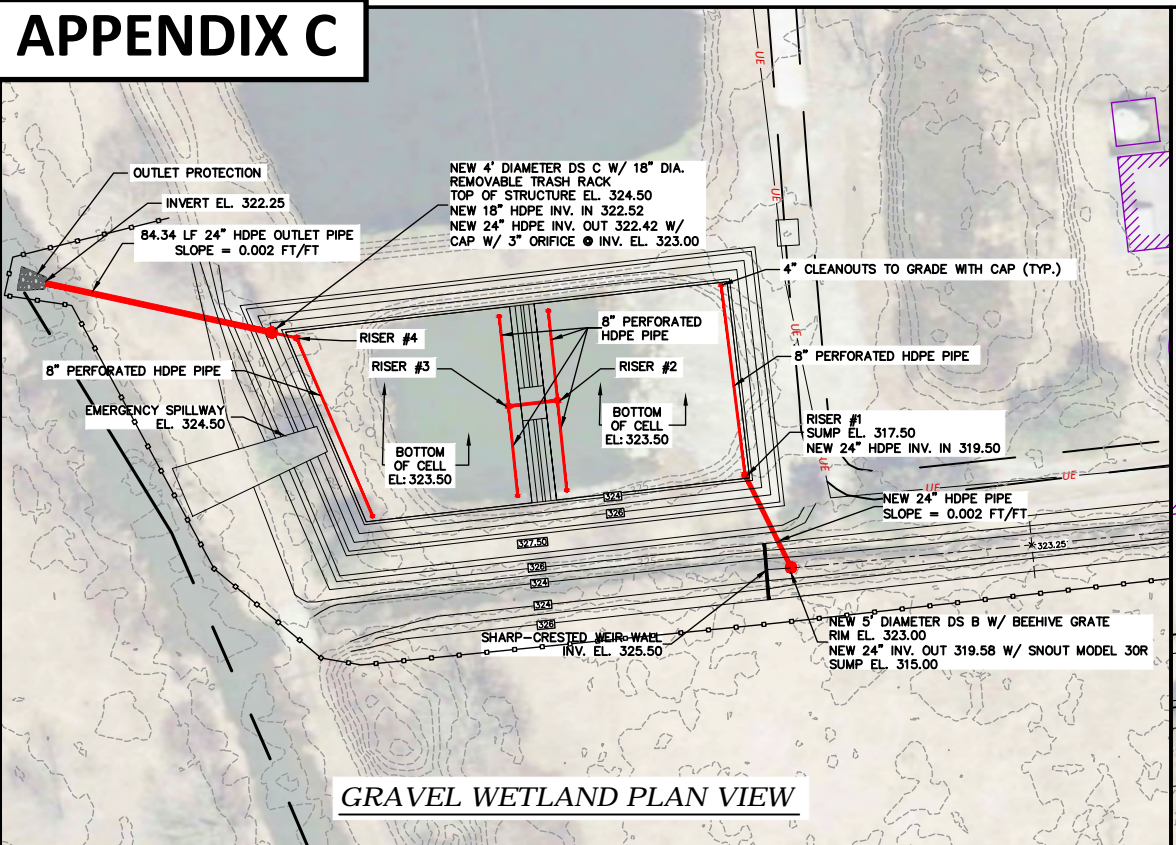 APPENDIX C
UE
OUTLET PROTECTION
INVERT EL. 322.25
84.34 LF 24" HDPE OUTLET PIPE
SLOPE = 0.002 FT/FT
NEW 4' DIAMETER DS C W/ 18" DIA.
REMOVABLE TRASH RACK
TOP OF STRUCTURE EL. 324.50
NEW 18" HDPE INV. IN 322.52
NEW 24" HDPE INV. OUT 322.42 W/
CAP W/ 3" ORIFICE @ INV. EL. 323.00
UE
4" CLEANOUTS TO GRADE WITH CAP (TYP.)
UE
RISER #4
8" PERFORATED
HDPE PIPE
8" PERFORATED HDPE PIPE
RISER #3
RISER #2
8" PERFORATED HDPE PIPE
EMERGENCY SPILLWAY
EL. 324.50
BOTTOM
OF CELL
EL: 323.50
BOTTOM
OF CELL
EL: 323.50
RISER #1
SUMP EL. 317.50
NEW 24" HDPE INV. IN 319.50
UE
UE
UE
324
326
NEW 24" HDPE PIPE
SLOPE = 0.002 FT/FT
327.50
323.25'
326
324
324
326
SHARP-CRESTED WEIR WALL
INV. EL. 325.50
NEW 5' DIAMETER DS B W/ BEEHIVE GRATE
RIM EL. 323.00
NEW 24" INV. OUT 319.58 W/ SNOUT MODEL 30R
SUMP EL. 315.00
GRAVEL WETLAND PLAN VIEW